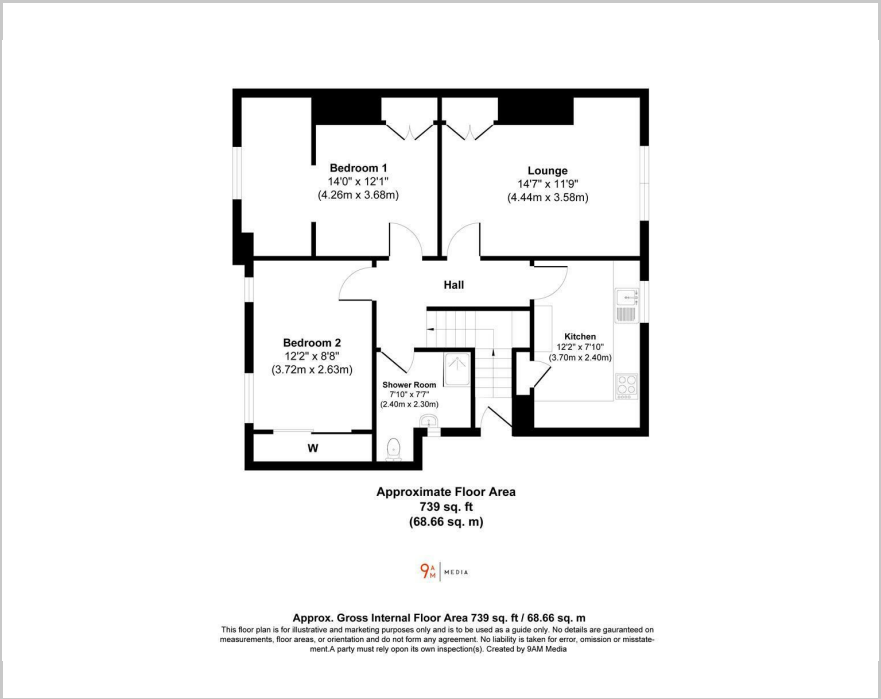 Bedroom 1
14'0" x 12'1"
(4.26m x 3.68m)
Lounge
14'7" x 11'9"
(4.44m x 3.58m)
Hall
Bedroom 2
12'2" x 8'8"
(3.72m x 2.63m)
Kitchen
12'2" x 7'10"
(3.70m x 2.40m)
Shower Room
7'10" x 7'7"
(2.40m x 2.30m)
W
Approximate Floor Area
739 sq. ft
(68.66 sq. m)
9AM MEDIA
Approx. Gross Internal Floor Area 739 sq. ft / 68.66 sq. m
This floor plan is for illustrative and marketing purposes only and is to be used as a guide only. No details are gauranteed on
measurements, floor areas, or orientation and do not form any agreement. No liability is taken for error, omission or misstate-
ment.A party must rely upon its own inspection(s). Created by 9AM Media